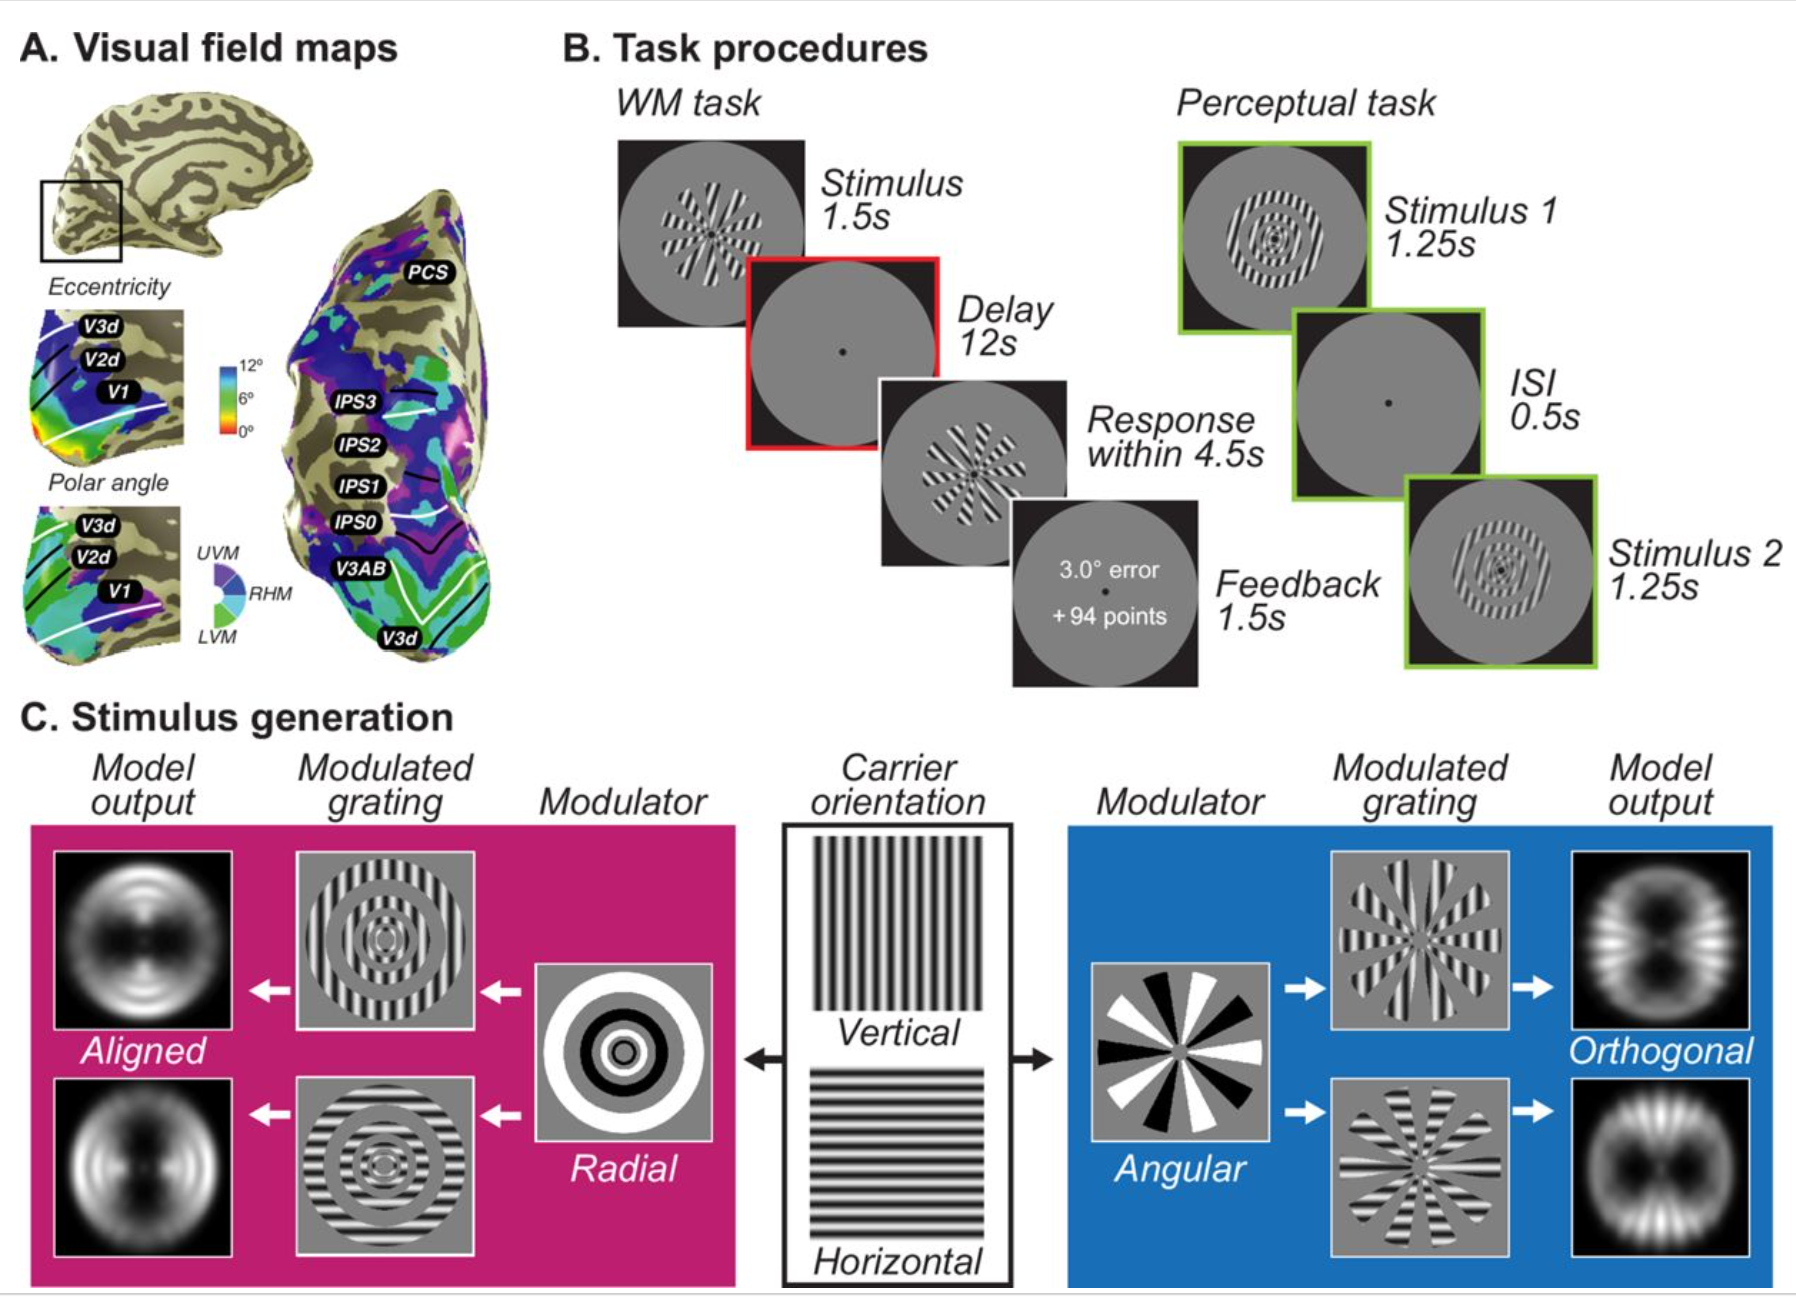 A. Visual field maps
Eccentricity
V3d
V2d
V1
12º
6º
0º
Polar angle
V3d
V2d
V1
UVM
RHM
LVM
PCS
IPS3
IPS2
IPS1
IPS0
V3AB
V3d
B. Task procedures
WM task
Stimulus
1.5s
Delay
12s
Response
within 4.5s
3.0° error
+ 94 points
Feedback
1.5s
Perceptual task
Stimulus 1
1.25s
ISI
0.5s
Stimulus 2
1.25s
C. Stimulus generation
Model
output
Modulated
grating
Modulator
Carrier
orientation
Modulator
Modulated
grating
Model
output
Aligned
Radial
Vertical
Horizontal
Angular
Orthogonal